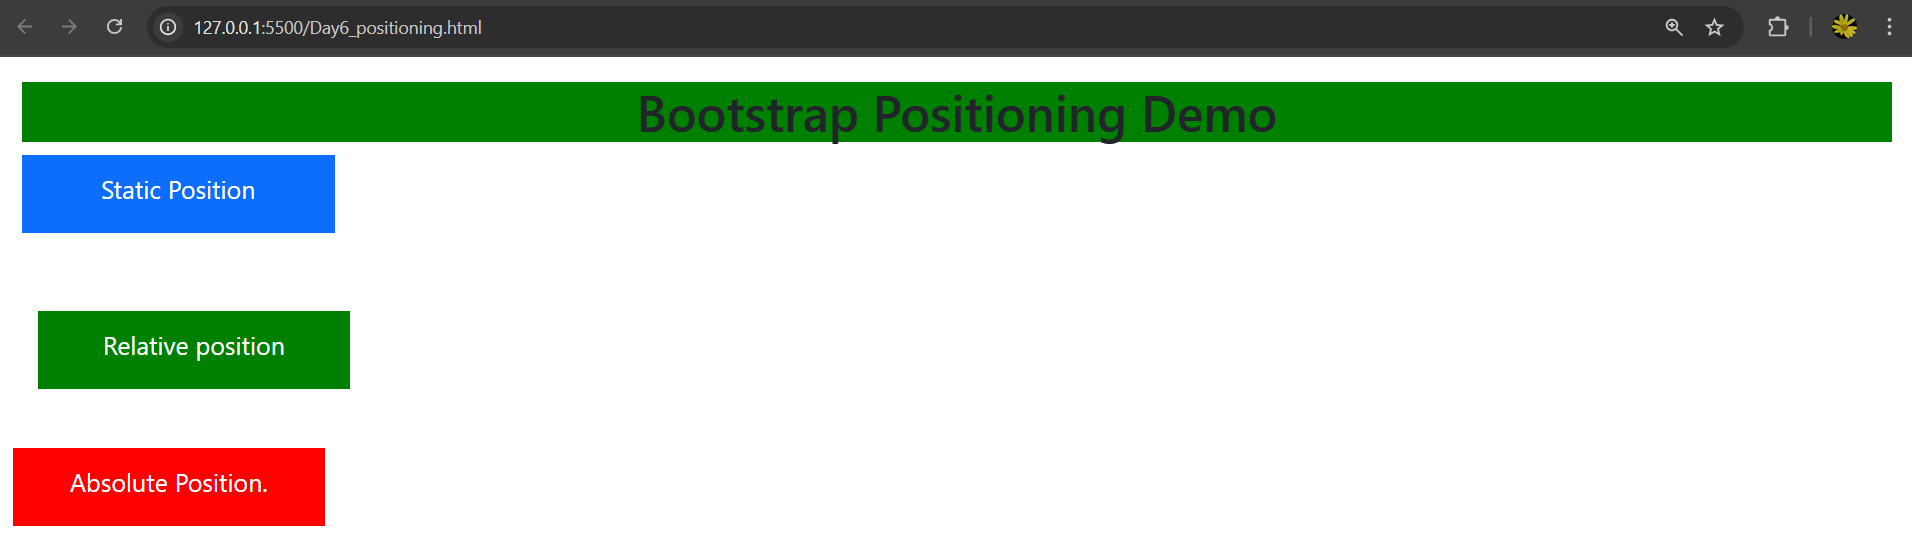 127.0.0.1:5500/Day6_positioning.html
Bootstrap Positioning Demo
Static Position
Relative position
Absolute Position.